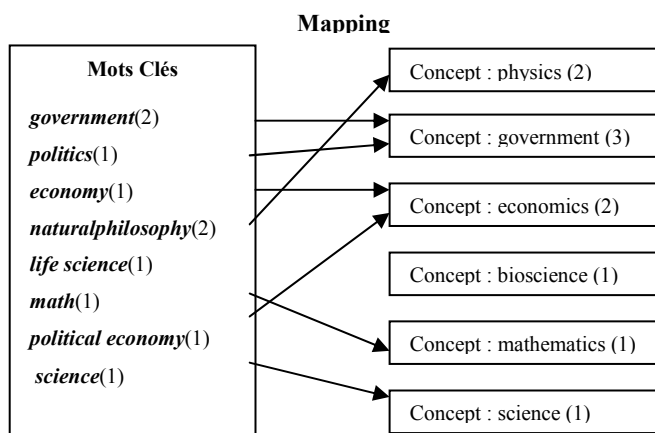 Mapping
Mots Clés
government(2)
politics(1)
economy(1)
naturalphilosophy(2)
life science(1)
math(1)
political economy(1)
science(1)
Concept : physics (2)
Concept : government (3)
Concept : economics (2)
Concept : bioscience (1)
Concept : mathematics (1)
Concept : science (1)